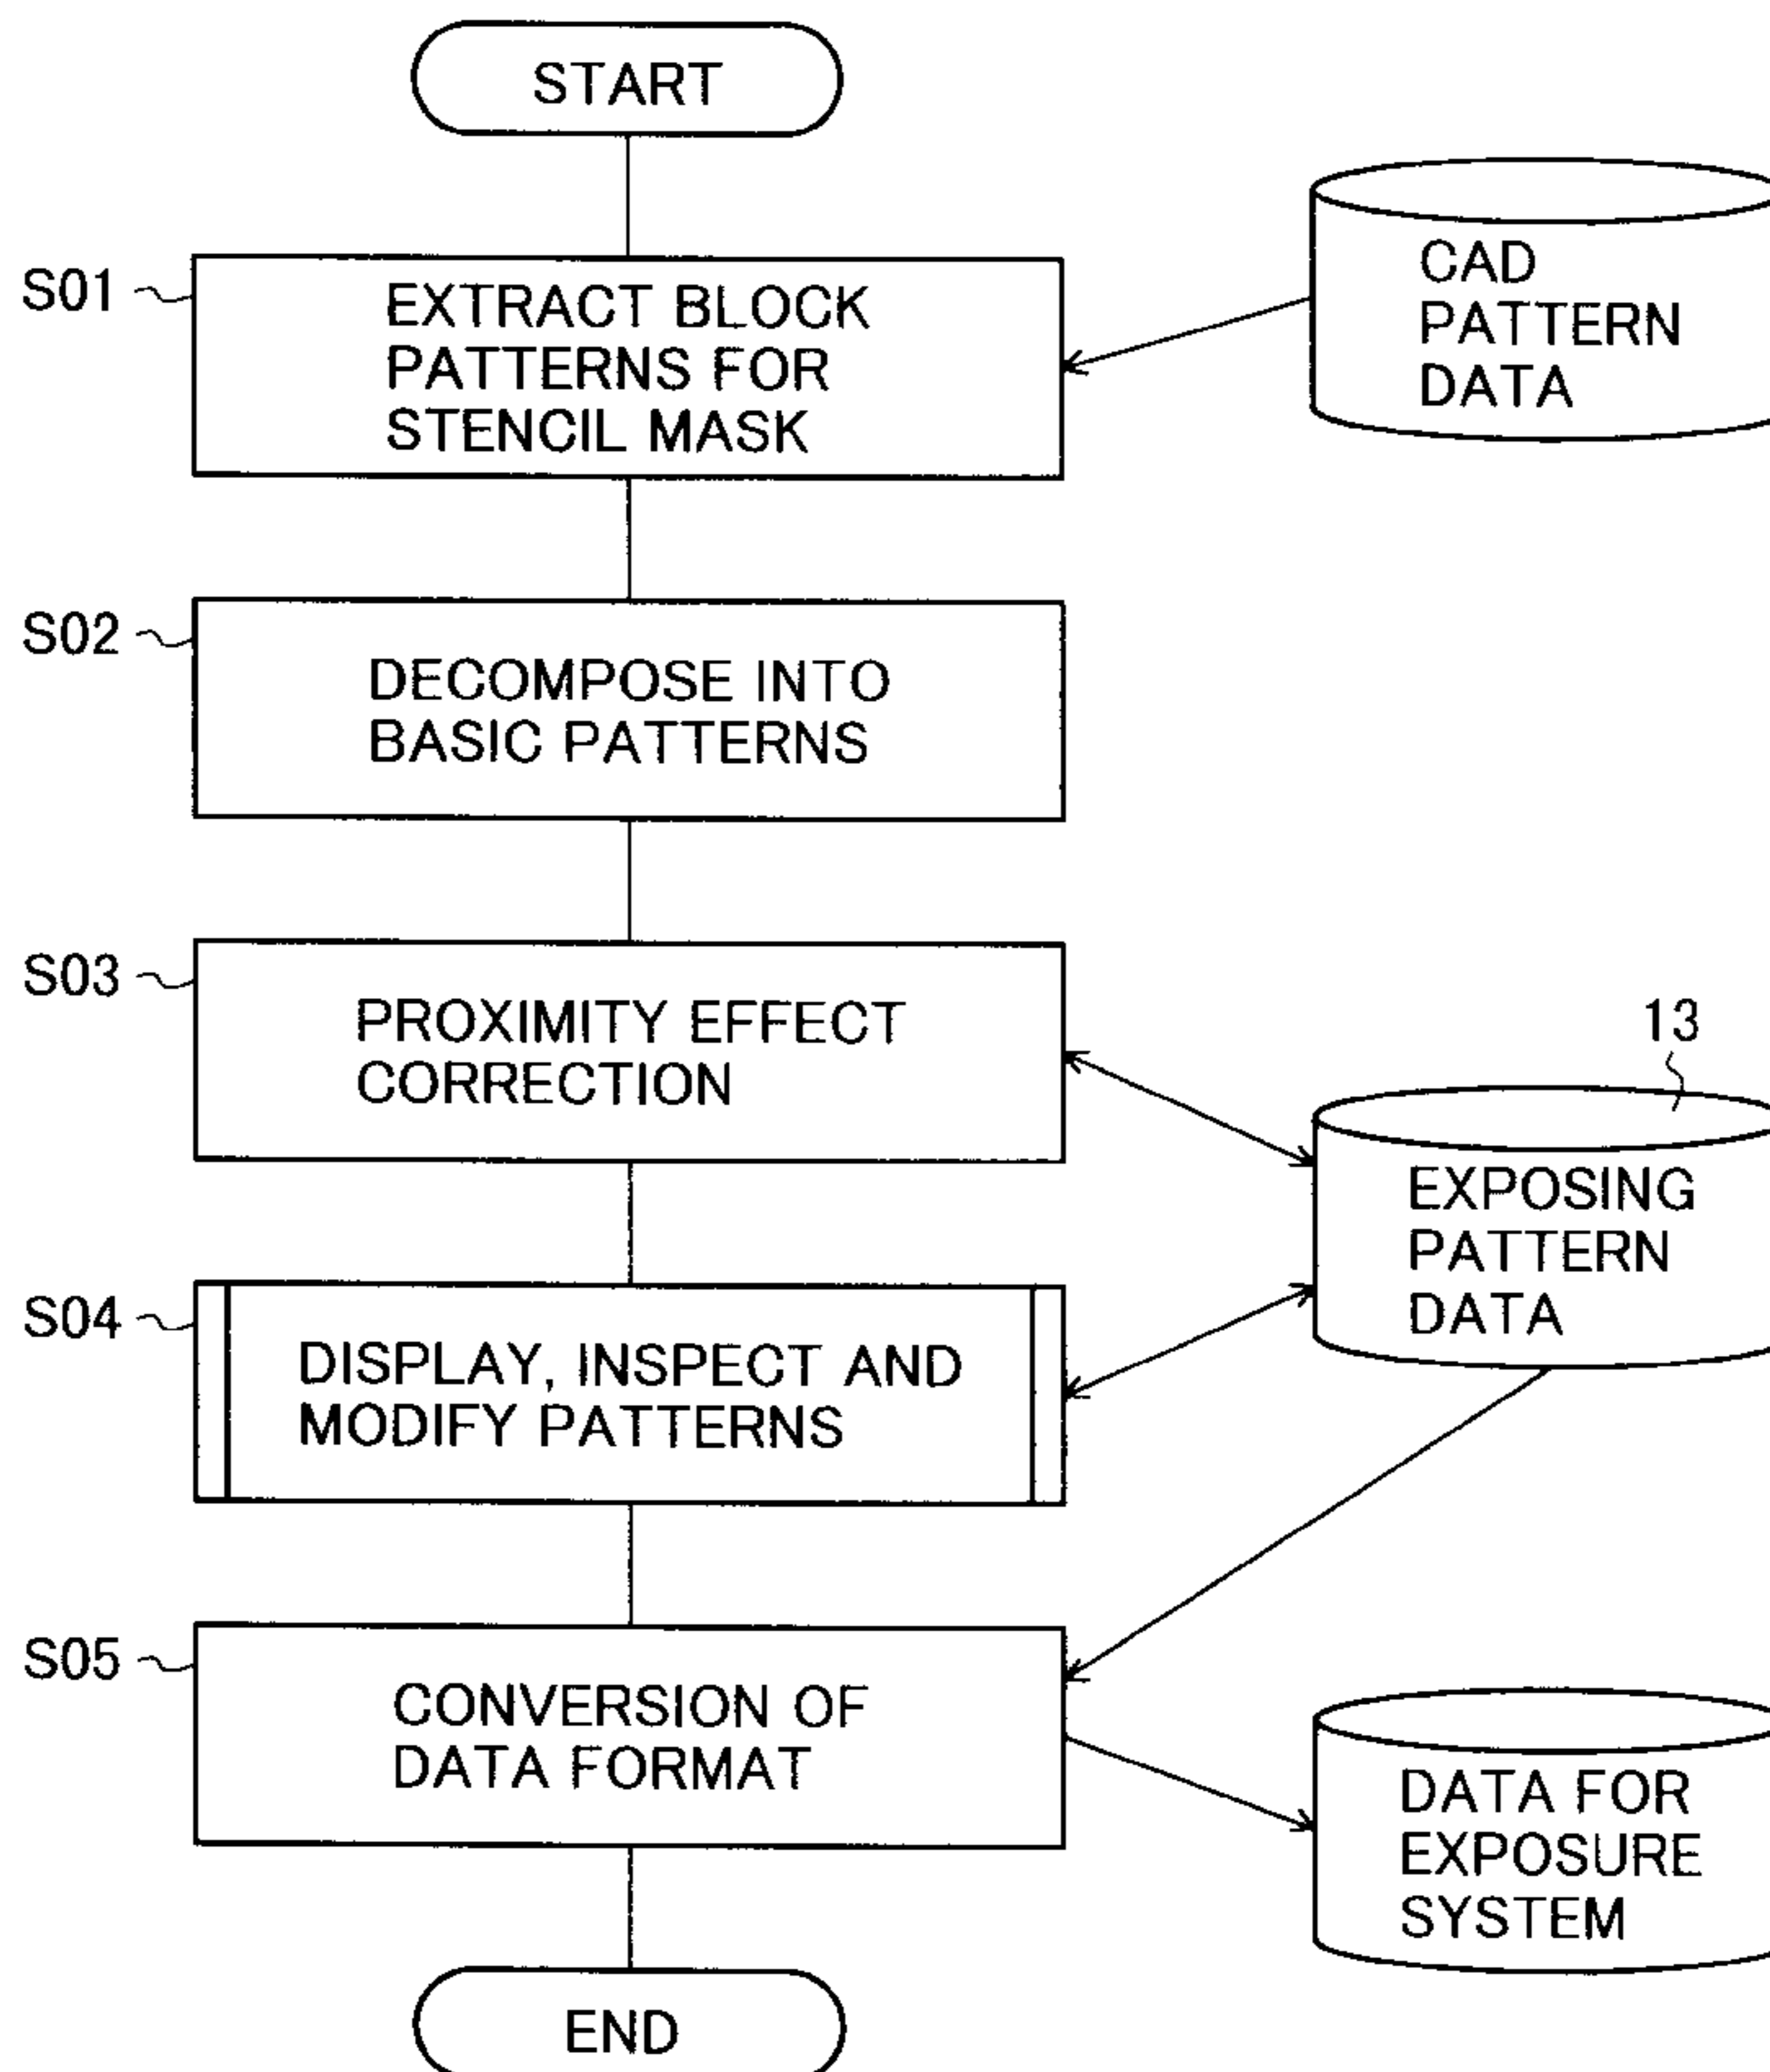 START
S01
EXTRACT BLOCK
PATTERNS FOR
STENCIL MASK
CAD
PATTERN
DATA
S02
DECOMPOSE INTO
BASIC PATTERNS
S03
PROXIMITY EFFECT
CORRECTION
13
EXPOSING
PATTERN
DATA
S04
DISPLAY, INSPECT AND
MODIFY PATTERNS
S05
CONVERSION OF
DATA FORMAT
DATA FOR
EXPOSURE
SYSTEM
END